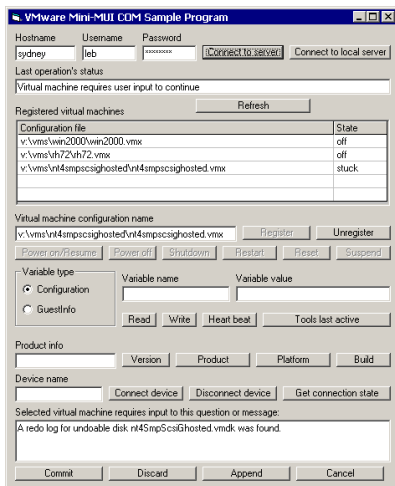 VMware Mini-MUI COM Sample Program
Hostname Username Password
sydney leb xxxxxxxx Connect to server Connect to local server
Last operation's status
Virtual machine requires user input to continue
Registered virtual machines Refresh
Configuration file State
v:\vms\win2000\win2000.vmx off
v:\vms\rh72\rh72.vmx off
v:\vms\nt4smpscsighosted\nt4smpscsighosted.vmx stuck
Virtual machine configuration name
v:\vms\nt4smpscsighosted\nt4smpscsighosted.vmx Register Unregister
Power on/Resume Power off Shutdown Restart Reset Suspend
Variable type Variable name Variable value
Configuration
GuestInfo
Read Write Heart beat Tools last active
Product info
Version Product Platform Build
Device name
Connect device Disconnect device Get connection state
Selected virtual machine requires input to this question or message:
A redo log for undoable disk nt4SmpScsiGhosted.vmdk was found.
Commit Discard Append Cancel